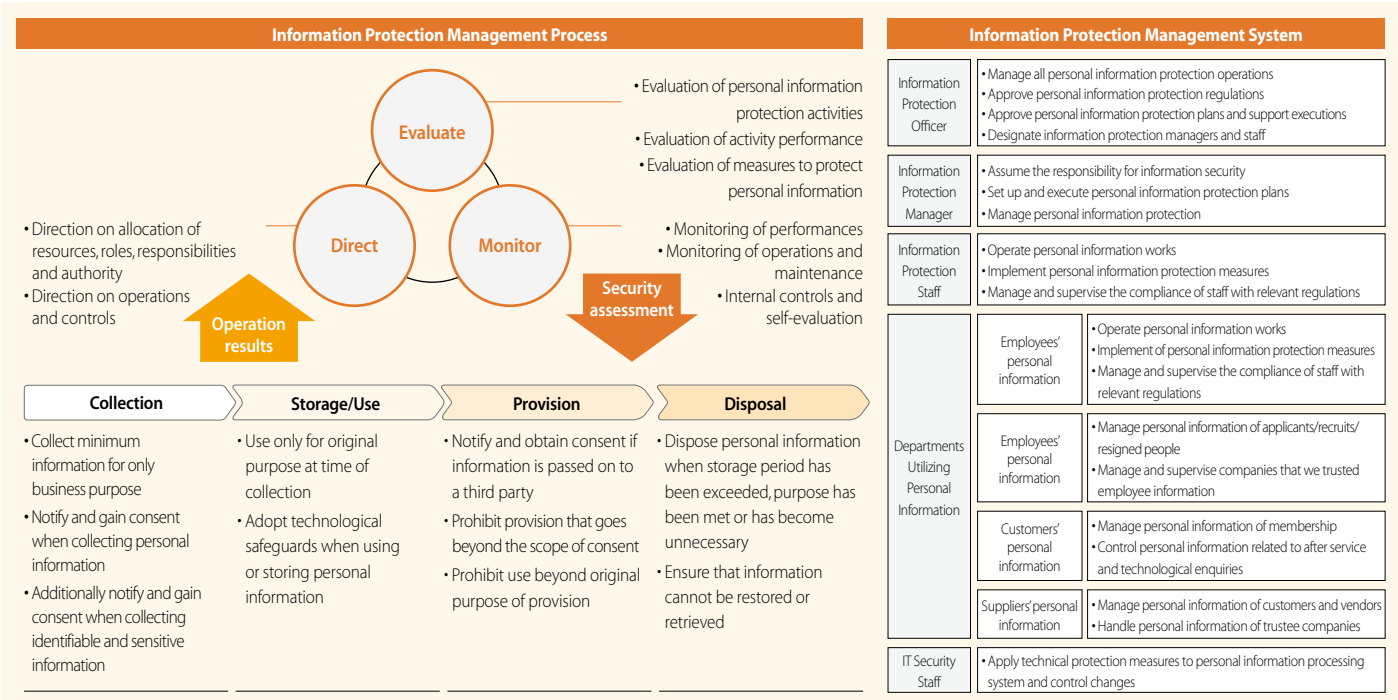 Information Protection Management Process
Evaluate
• Evaluation of personal information
protection activities
• Evaluation of activity performance
• Evaluation of measures to protect
personal information
Direct
Monitor
• Direction on allocation of
resources, roles, responsibilities
and authority
• Direction on operations
and controls
• Monitoring of performances
• Monitoring of operations and
maintenance
• Internal controls and
self-evaluation
Operation
results
Security
assessment
Collection
• Collect minimum
information for only
business purpose
• Notify and gain consent
when collecting personal
information
• Additionally notify and gain
consent when collecting
identifiable and sensitive
information
Storage/Use
• Use only for original
purpose at time of
collection
• Adopt technological
safeguards when using
or storing personal
information
Provision
• Notify and obtain consent if
information is passed on to
a third party
• Prohibit provision that goes
beyond the scope of consent
• Prohibit use beyond original
purpose of provision
Disposal
• Dispose personal information
when storage period has
been exceeded, purpose has
been met or has become
unnecessary
• Ensure that information
cannot be restored or
retrieved
Information Protection Management System
Information
Protection
Officer
• Manage all personal information protection operations
• Approve personal information protection regulations
• Approve personal information protection plans and support executions
• Designate information protection managers and staff
Information
Protection
Manager
• Assume the responsibility for information security
• Set up and execute personal information protection plans
• Manage personal information protection
Information
Protection
Staff
• Operate personal information works
• Implement personal information protection measures
• Manage and supervise the compliance of staff with relevant regulations
Departments
Utilizing
Personal
Information
Employees'
personal
information
• Operate personal information works
• Implement of personal information protection measures
• Manage and supervise the compliance of staff with
relevant regulations
Employees'
personal
information
• Manage personal information of applicants/recruits/
resigned people
• Manage and supervise companies that we trusted
employee information
Customers'
personal
information
• Manage personal information of membership
• Control personal information related to after service
and technological enquiries
Suppliers' personal
information
• Manage personal information of customers and vendors
• Handle personal information of trustee companies
IT Security
Staff
• Apply technical protection measures to personal information processing
system and control changes